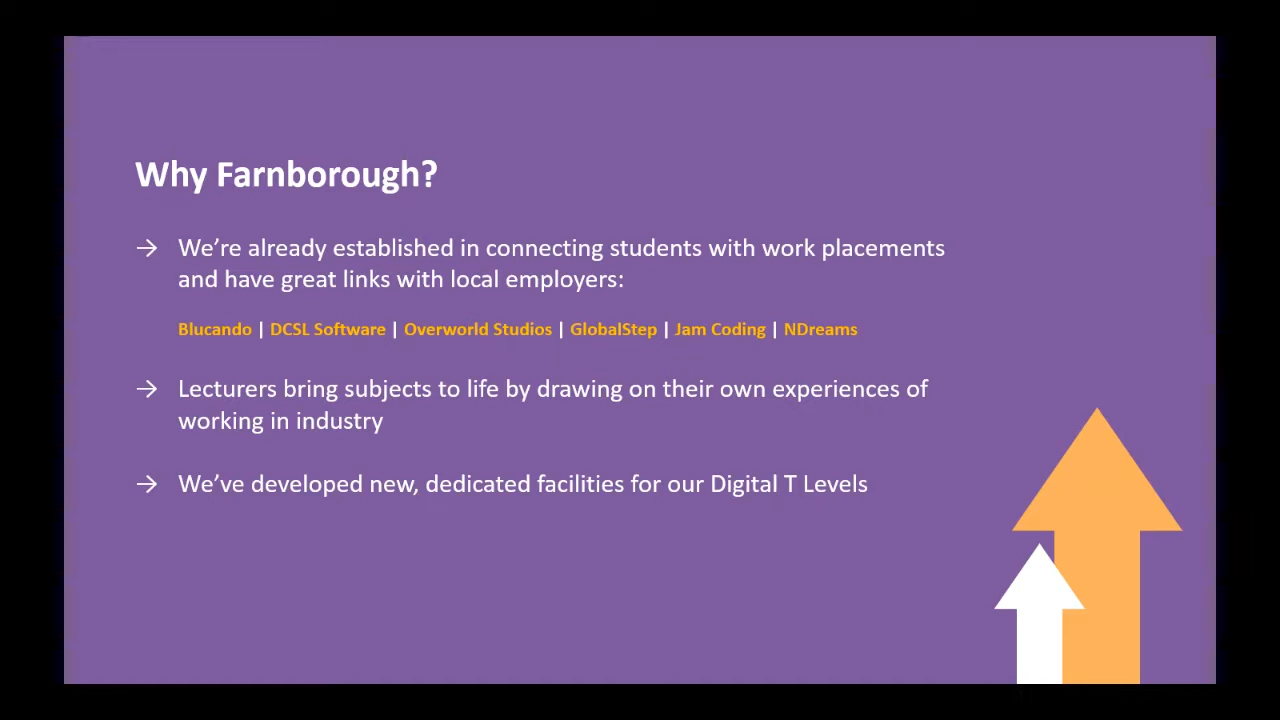 Why Farnborough?
→ We’re already established in connecting students with work placements
and have great links with local employers:
Blucando | DCSL Software | Overworld Studios | GlobalStep | Jam Coding | NDreams
→ Lecturers bring subjects to life by drawing on their own experiences of
working in industry
→ We’ve developed new, dedicated facilities for our Digital T Levels